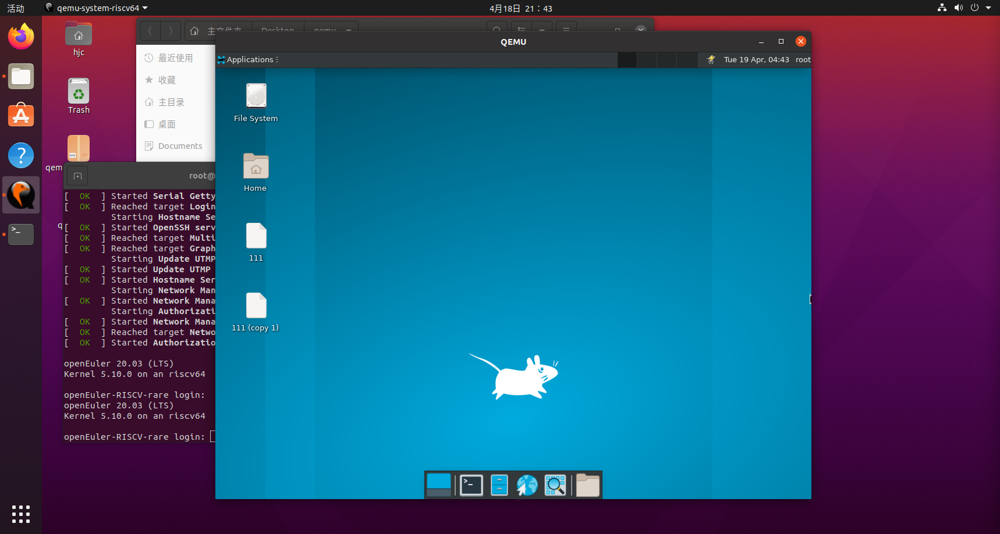 活动
qemu-system-riscv64
4月18日 21：43
hjc
Trash
qem
q
主文件夹
Desktop
qemu
最近使用
收藏
主目录
桌面
Documents
root@
[  OK  ] Started Serial Getty
[  OK  ] Reached target Login
Starting Hostname Se
[  OK  ] Started OpenSSH serv
[  OK  ] Reached target Multi
[  OK  ] Reached target Graph
Starting Update UTMP
[  OK  ] Started Update UTMP
[  OK  ] Started Hostname Ser
Starting Network Man
[  OK  ] Started Network Mana
Starting Authorizati
[  OK  ] Started Network Mana
[  OK  ] Reached target Netwo
[  OK  ] Started Authorizatio
openEuler 20.03 (LTS)
Kernel 5.10.0 on an riscv64
openEuler-RISCV-rare login:
openEuler 20.03 (LTS)
Kernel 5.10.0 on an riscv64
openEuler-RISCV-rare login:
QEMU
Applications
Tue 19 Apr, 04:43 root
File System
Home
111
111 (copy 1)